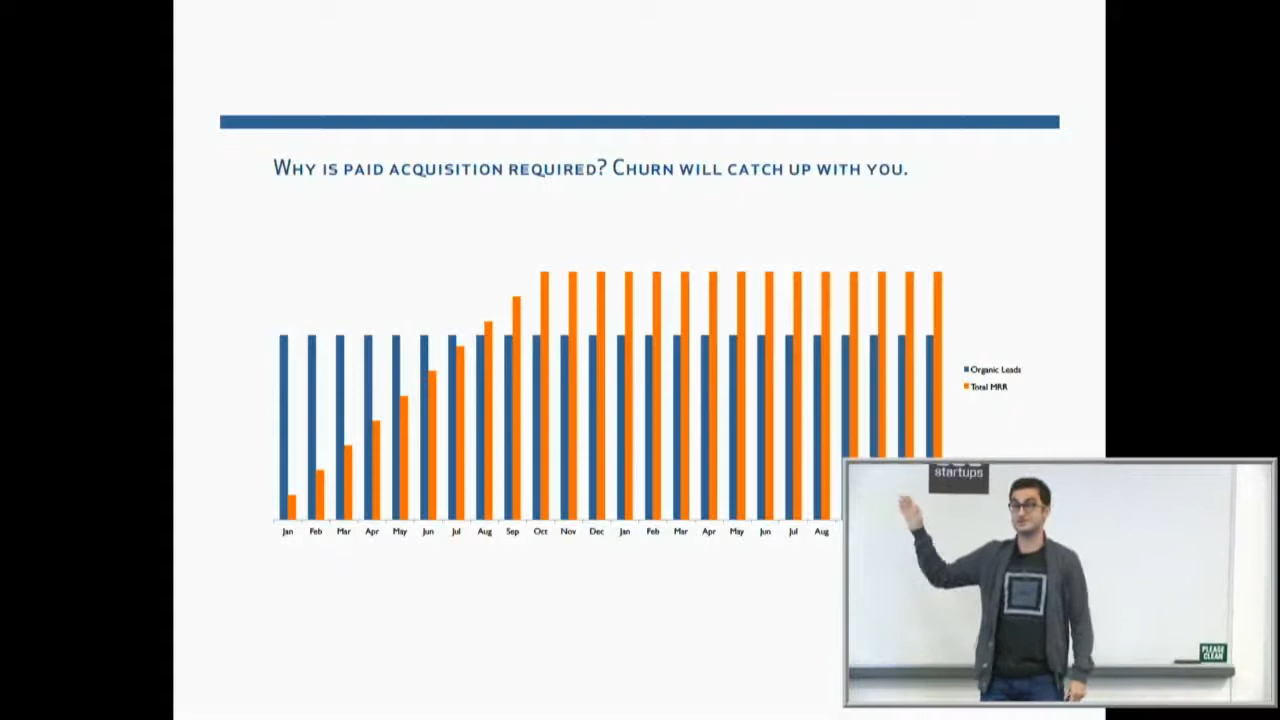 Why is paid acquisition required? Churn will catch up with you.
Organic Leads
Total MRR
Jan Feb Mar Apr May Jun Jul Aug Sep Oct Nov Dec Jan Feb Mar Apr May Jun Jul Aug
startups
PLEASE
CLEAN